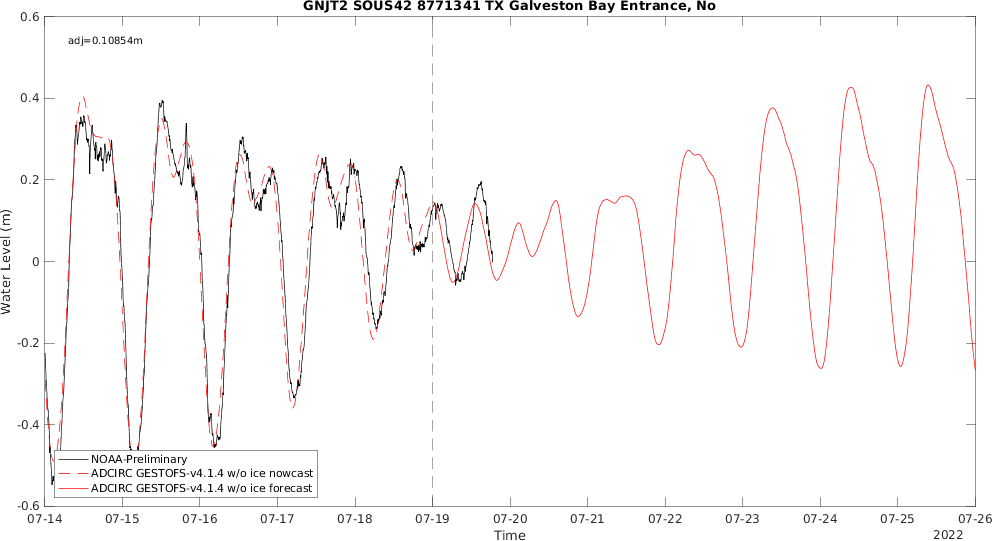 GNJT2 SOUS42 8771341 TX Galveston Bay Entrance, No
adj=0.10854m
Water Level (m)
0.6
0.4
0.2
0
-0.2
-0.4
-0.6
NOAA-Preliminary
ADCIRC GESTOFS-v4.1.4 w/o ice nowcast
ADCIRC GESTOFS-v4.1.4 w/o ice forecast
07-14 07-15 07-16 07-17 07-18 07-19 07-20 07-21 07-22 07-23 07-24 07-25 07-26
Time
2022